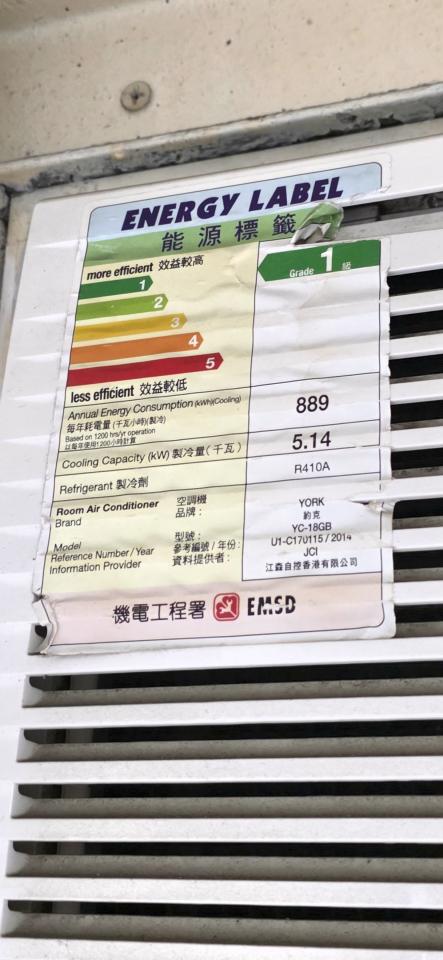 ENERGY LABEL
能源標籤
more efficient 效益較高
Grade 1 級
1
2
3
4
5
less efficient 效益較低
Annual Energy Consumption (kWh)(Cooling)
每年耗電量 (千瓦小時)(製冷)
Based on 1200 hrs/yr operation
以每年使用1200小時計算
889
Cooling Capacity (kW) 製冷量 (千瓦)
5.14
Refrigerant 製冷劑
R410A
Room Air Conditioner 空調機
Brand 品牌：
YORK
約克
Model 型號：
YC-18GB
Reference Number / Year 參考編號 / 年份：
U1-C170115 / 2014
Information Provider 資料提供者：
JCI
江森自控香港有限公司
機電工程署 EMSD